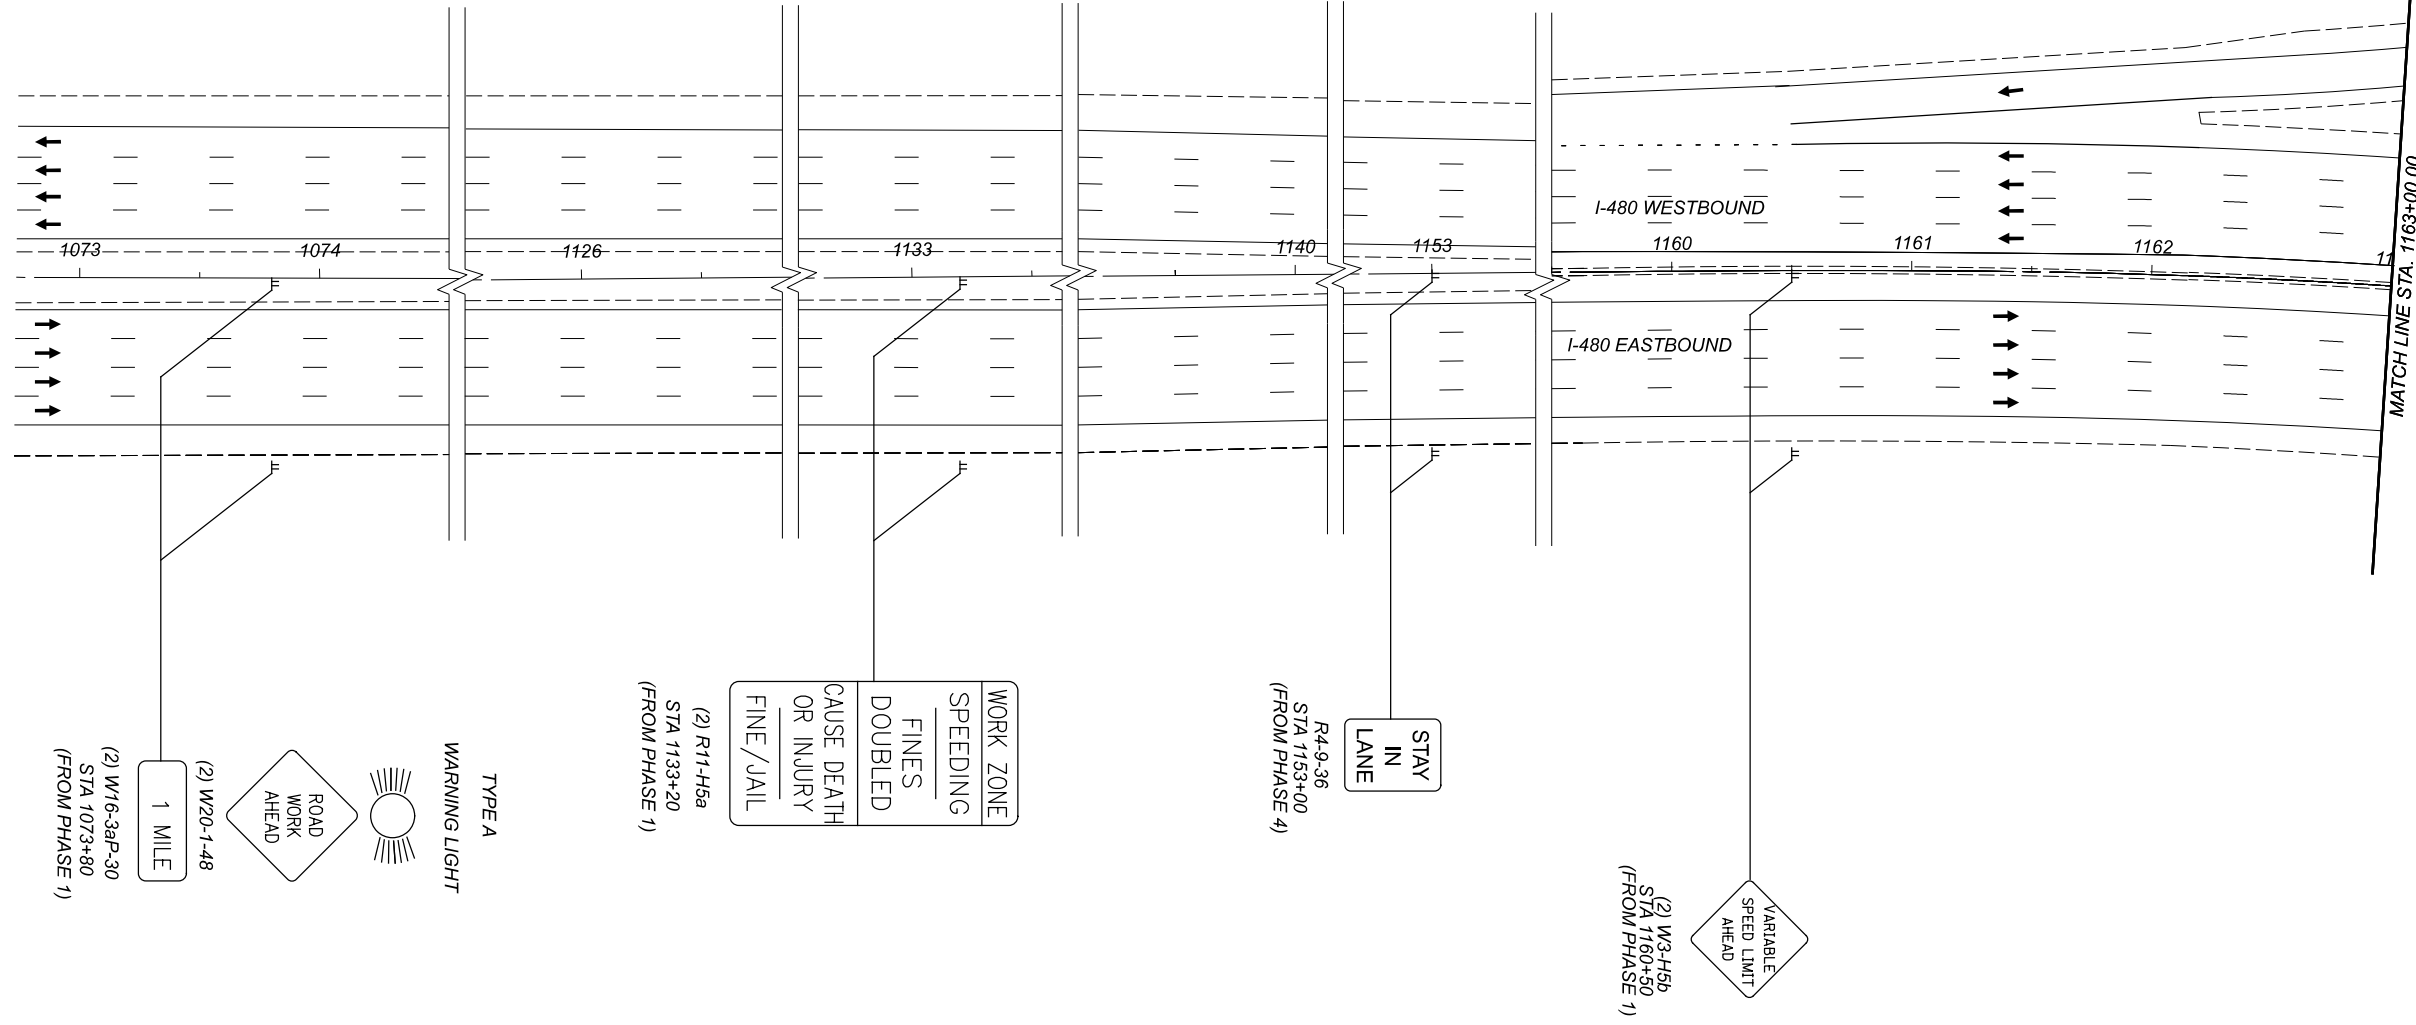 1073
1074
1126
1133
1140
1153
1160
1161
1162
11
I-480 WESTBOUND
I-480 EASTBOUND
MATCH LINE STA. 1163+00.00
TYPE A
WARNING LIGHT
ROAD
WORK
AHEAD
(2) W20-1-48
1 MILE
(2) W16-3aP-30
STA 1073+80
(FROM PHASE 1)
WORK ZONE
SPEEDING
FINES
DOUBLED
CAUSE DEATH
OR INJURY
FINE/JAIL
(2) R11-H5a
STA 1133+20
(FROM PHASE 1)
STAY
IN
LANE
R4-9-36
STA 1153+00
(FROM PHASE 4)
VARIABLE
SPEED LIMIT
AHEAD
(2) W3-H5b
STA 1160+50
(FROM PHASE 1)